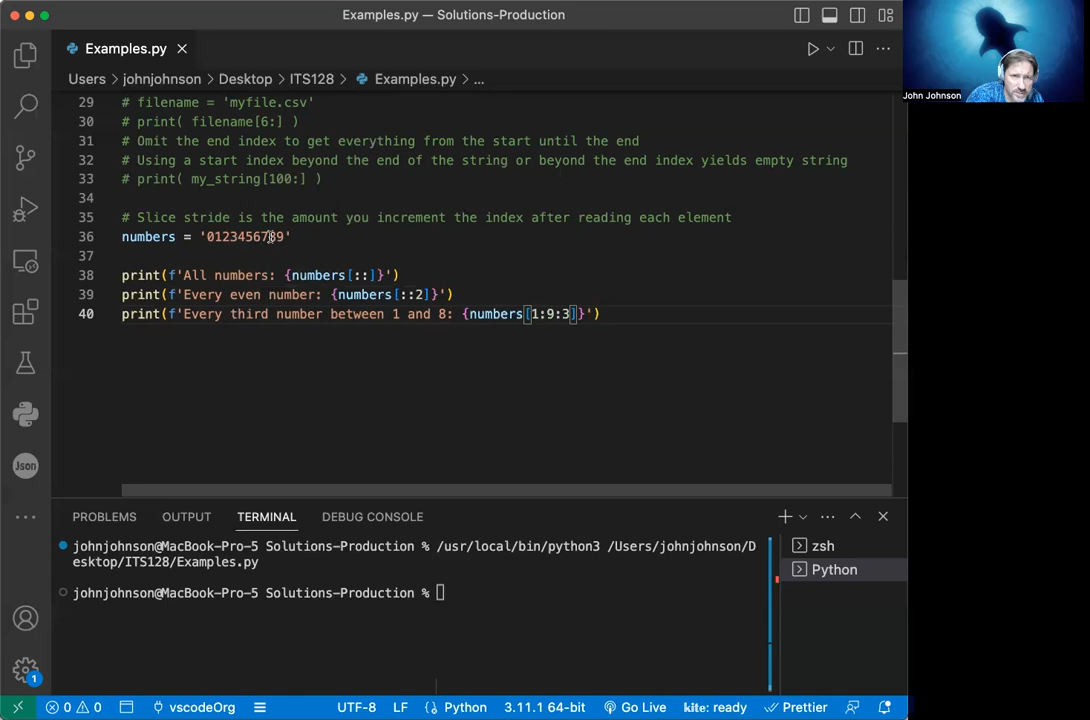 Examples.py — Solutions-Production
Examples.py
Users > johnjohnson > Desktop > ITS128 > Examples.py > ...
John Johnson
29 # filename = 'myfile.csv'
30 # print( filename[6:] )
31 # Omit the end index to get everything from the start until the end
32 # Using a start index beyond the end of the string or beyond the end index yields empty string
33 # print( my_string[100:] )
34
35 # Slice stride is the amount you increment the index after reading each element
36 numbers = '0123456789'
37
38 print(f'All numbers: {numbers[::]}')
39 print(f'Every even number: {numbers[::2]}')
40 print(f'Every third number between 1 and 8: {numbers[1:9:3]}')
Json
PROBLEMS OUTPUT TERMINAL DEBUG CONSOLE
johnjohnson@MacBook-Pro-5 Solutions-Production % /usr/local/bin/python3 /Users/johnjohnson/D
esktop/ITS128/Examples.py
johnjohnson@MacBook-Pro-5 Solutions-Production %
zsh
Python
1
0 0 vscodeOrg UTF-8 LF Python 3.11.1 64-bit Go Live kite: ready Prettier